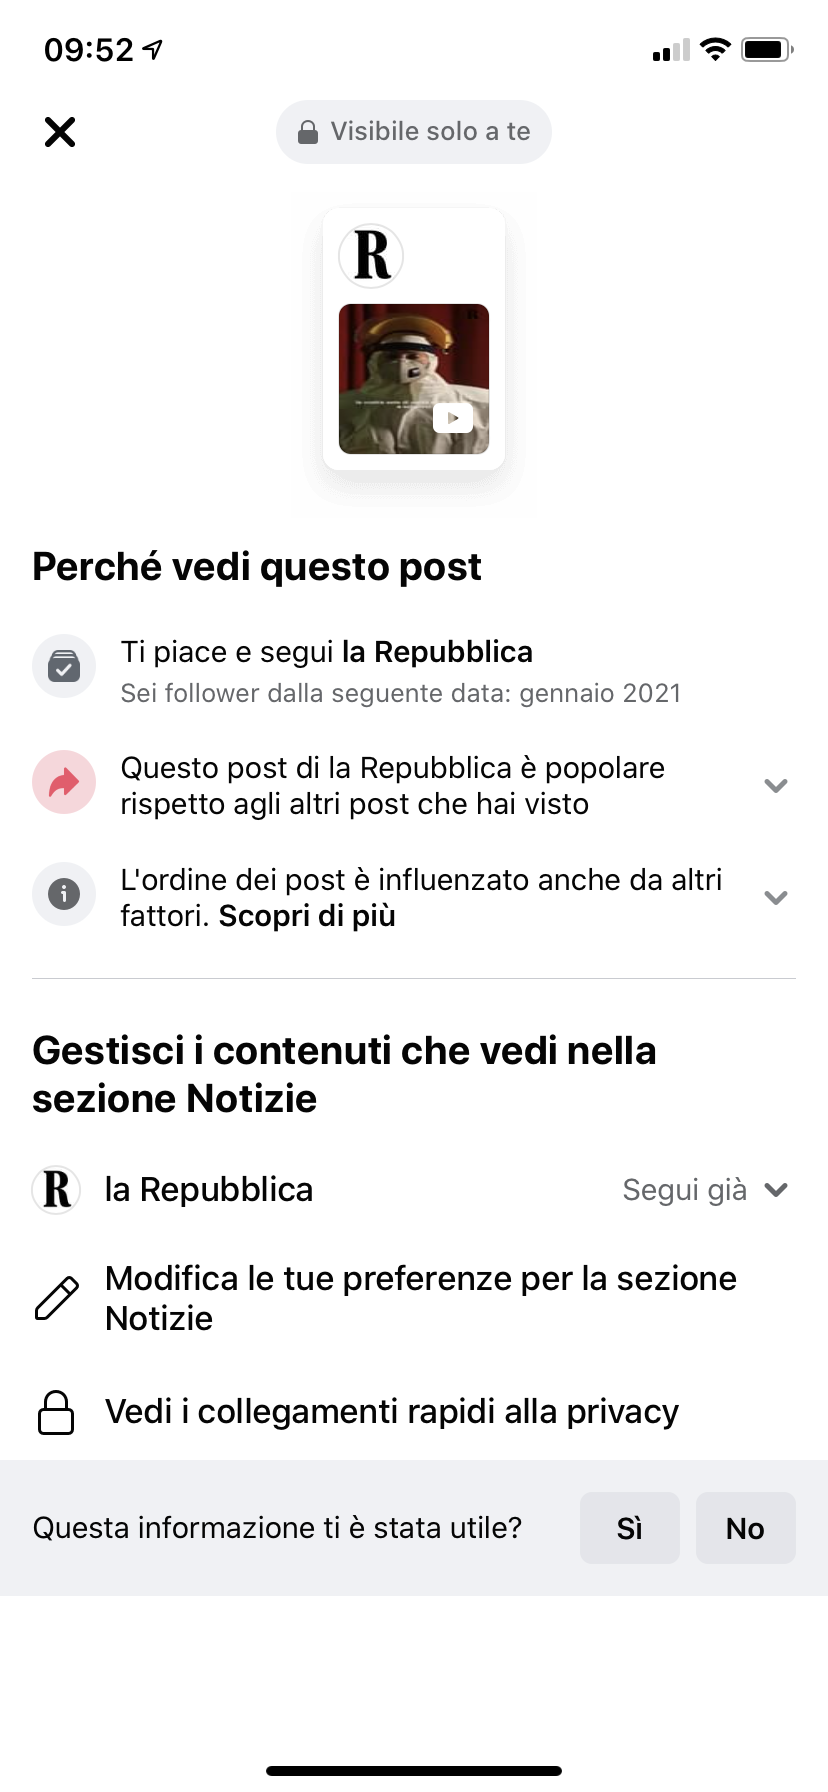 09:52
Visibile solo a te
R
R
Perché vedi questo post
Ti piace e segui la Repubblica
Sei follower dalla seguente data: gennaio 2021
Questo post di la Repubblica è popolare
rispetto agli altri post che hai visto
L'ordine dei post è influenzato anche da altri
fattori. Scopri di più
Gestisci i contenuti che vedi nella
sezione Notizie
R
la Repubblica
Segui già
Modifica le tue preferenze per la sezione
Notizie
Vedi i collegamenti rapidi alla privacy
Questa informazione ti è stata utile?
Sì
No